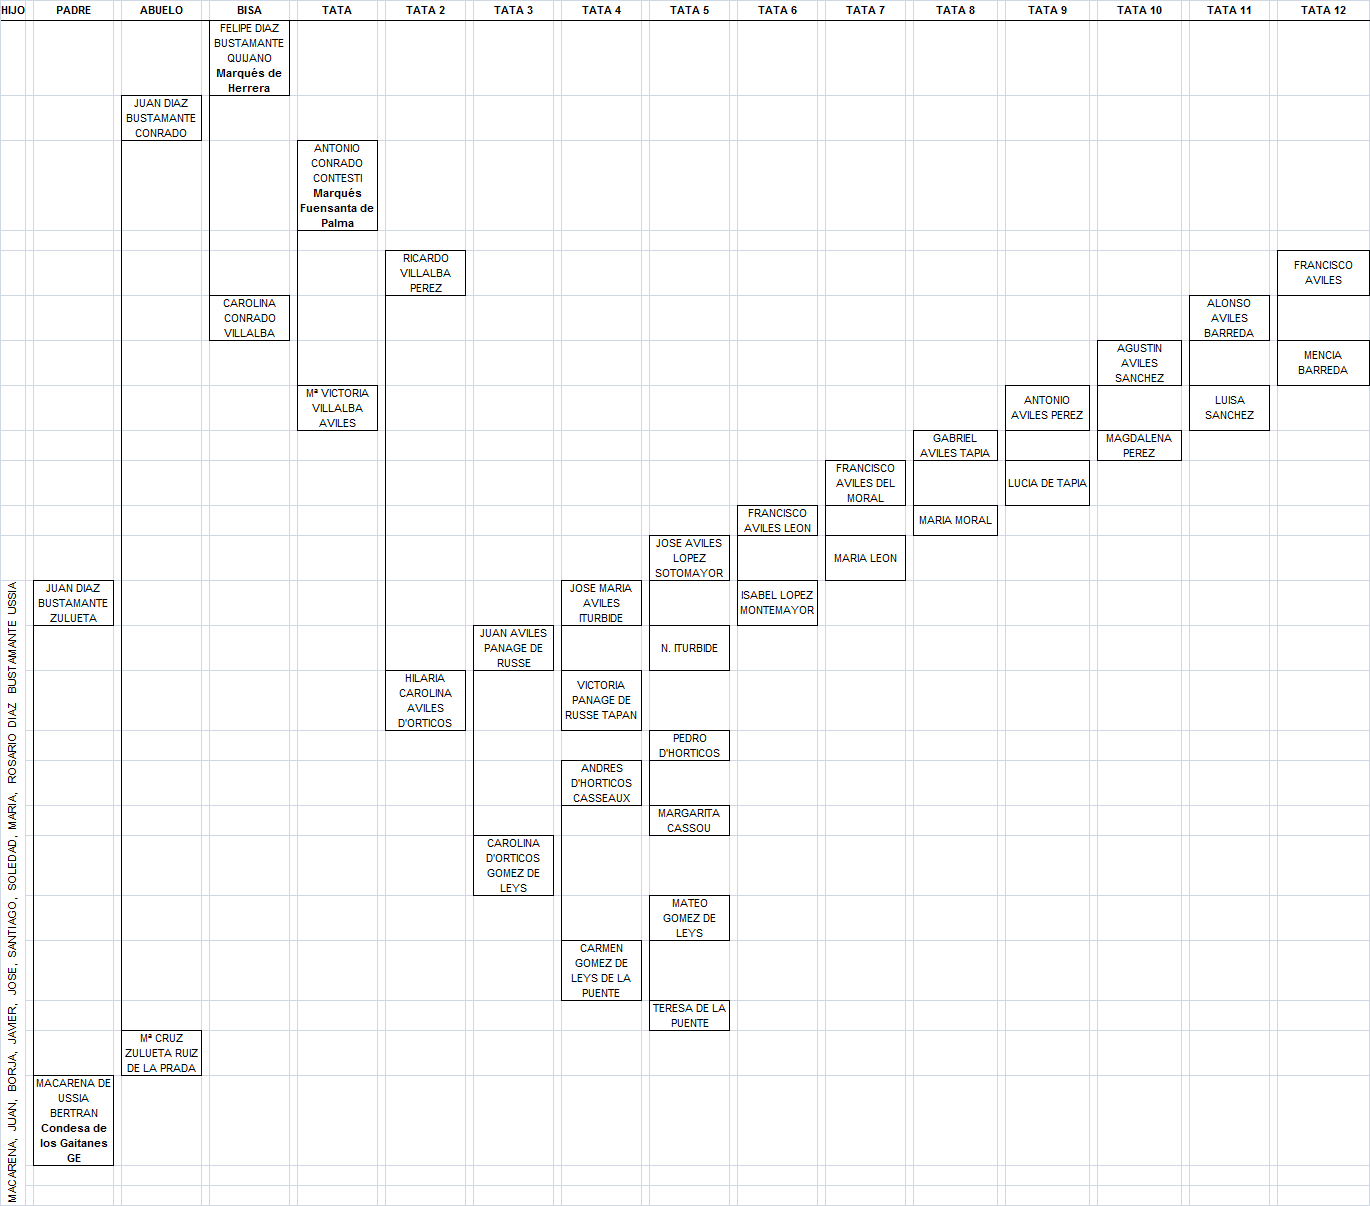 HIJO PADRE ABUELO BISA TATA TATA 2 TATA 3 TATA 4 TATA 5 TATA 6 TATA 7 TATA 8 TATA 9 TATA 10 TATA 11 TATA 12
MACARENA, JUAN, BORJA, JAVIER, JOSE, SANTIAGO, SOLEDAD, MARIA, ROSARIO DIAZ BUSTAMANTE USSIA
JUAN DIAZ
BUSTAMANTE
ZULUETA
MACARENA DE
USSIA
BERTRAN
Condesa de
los Gaitanes
GE
JUAN DIAZ
BUSTAMANTE
CONRADO
Mª CRUZ
ZULUETA RUIZ
DE LA PRADA
FELIPE DIAZ
BUSTAMANTE
QUIJANO
Marqués de
Herrera
CAROLINA
CONRADO
VILLALBA
ANTONIO
CONRADO
CONTESTI
Marqués
Fuensanta de
Palma
Mª VICTORIA
VILLALBA
AVILES
RICARDO
VILLALBA
PEREZ
HILARIA
CAROLINA
AVILES
D'ORTICOS
JUAN AVILES
PANAGE DE
RUSSE
CAROLINA
D'ORTICOS
GOMEZ DE
LEYS
JOSE MARIA
AVILES
ITURBIDE
VICTORIA
PANAGE DE
RUSSE TAPAN
ANDRES
D'HORTICOS
CASSEAUX
CARMEN
GOMEZ DE
LEYS DE LA
PUENTE
JOSE AVILES
LOPEZ
SOTOMAYOR
N. ITURBIDE
PEDRO
D'HORTICOS
MARGARITA
CASSOU
MATEO
GOMEZ DE
LEYS
TERESA DE LA
PUENTE
FRANCISCO
AVILES LEON
ISABEL LOPEZ
MONTEMAYOR
FRANCISCO
AVILES DEL
MORAL
MARIA LEON
GABRIEL
AVILES TAPIA
MARIA MORAL
ANTONIO
AVILES PEREZ
LUCIA DE TAPIA
AGUSTIN
AVILES
SANCHEZ
MAGDALENA
PEREZ
ALONSO
AVILES
BARREDA
LUISA
SANCHEZ
FRANCISCO
AVILES
MENCIA
BARREDA